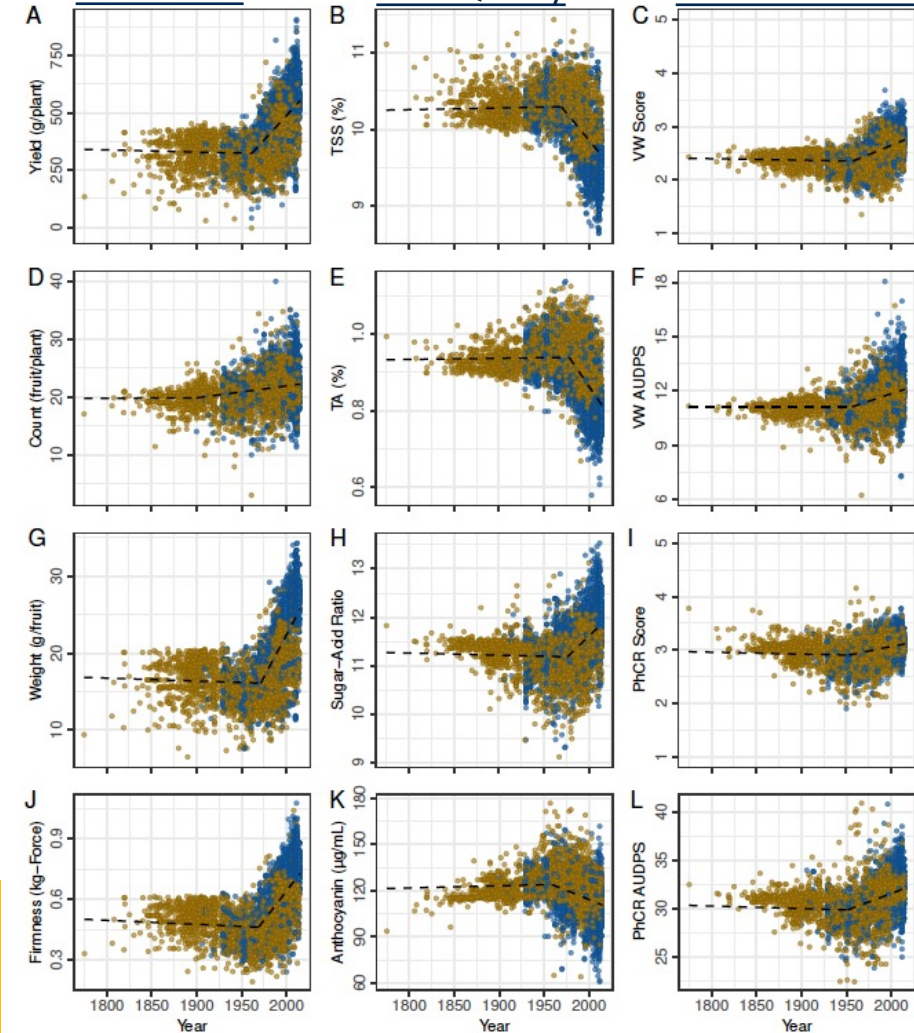 A
B
C
Yield (g/plant)
750
500
250
0
TSS (%)
11
10
9
VW Score
5
4
3
2
1
D
E
F
Count (fruit/plant)
40
30
20
10
TA (%)
1.0
0.8
0.6
VW AUDPS
18
15
12
9
6
G
H
I
Weight (g/fruit)
30
20
10
Sugar-Acid Ratio
13
12
11
10
9
PhCR Score
5
4
3
2
1
J
K
L
Firmness (kg-Force)
0.9
0.6
0.3
Anthocyanin (µg/mL)
180
150
120
90
60
PhCR AUDPS
40
35
30
25
1800 1850 1900 1950 2000
1800 1850 1900 1950 2000
1800 1850 1900 1950 2000
Year
Year
Year